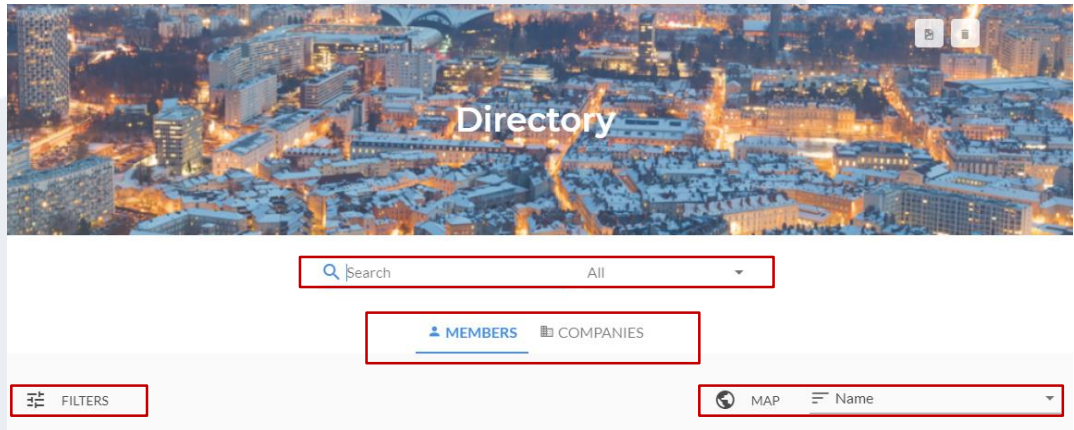 Directory
Search All
MEMBERS COMPANIES
FILTERS MAP Name